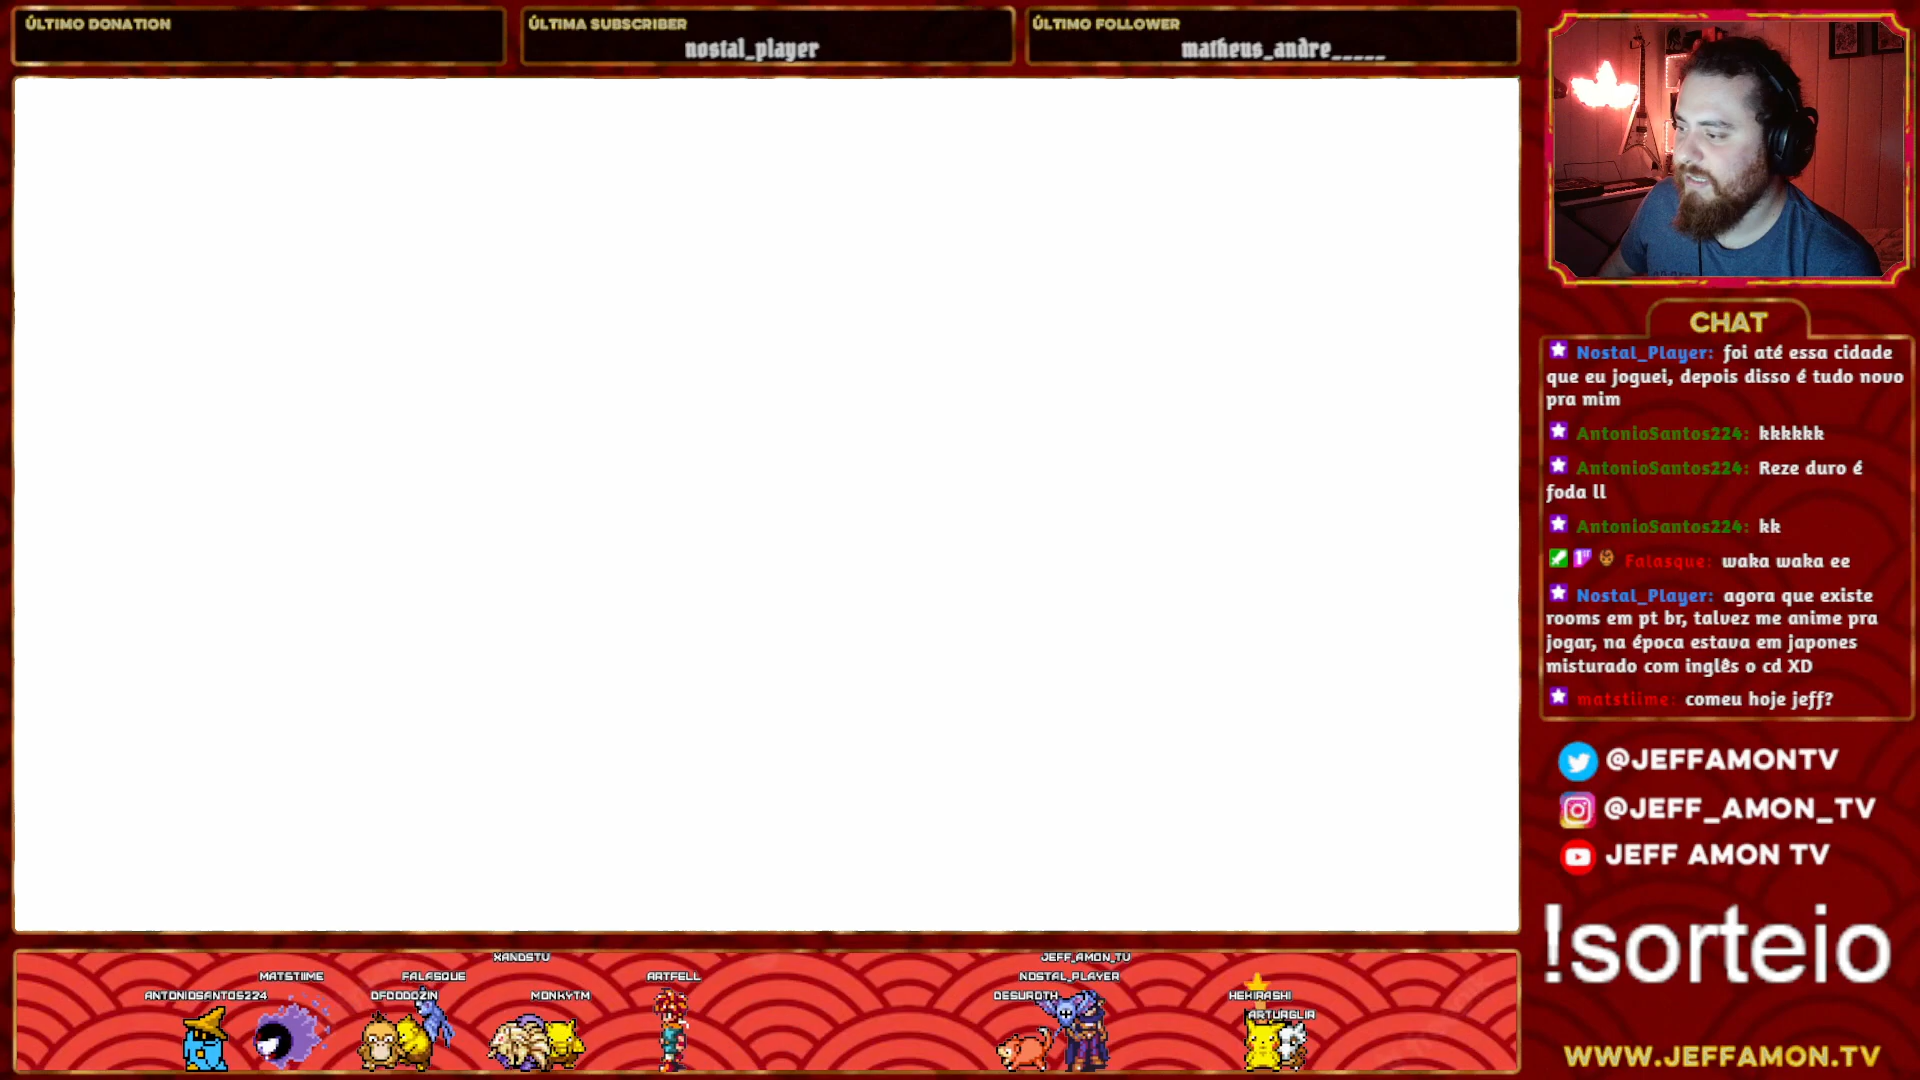 ÚLTIMO DONATION
ÚLTIMA SUBSCRIBER
nostal_player
ÚLTIMO FOLLOWER
matheus_andre_____
CHAT
Nostal_Player: foi até essa cidade
que eu joguei, depois disso é tudo novo
pra mim
AntonioSantos224: kkkkkk
AntonioSantos224: Reze duro é
foda ll
AntonioSantos224: kk
Falasque: waka waka ee
Nostal_Player: agora que existe
rooms em pt br, talvez me anime pra
jogar, na época estava em japones
misturado com inglês o cd XD
matstiime: comeu hoje jeff?
@JEFFAMONTV
@JEFF_AMON_TV
JEFF AMON TV
!sorteio
WWW.JEFFAMON.TV
XANDSTU
JEFF_AMON_TV
MATSTIIME
FALASQUE
ARTFELL
NOSTAL_PLAYER
ANTONIOSANTOS224
DFDDDDZIN
MONKYTM
DESUROTH
HEKIRASHI
ARTURGLIA